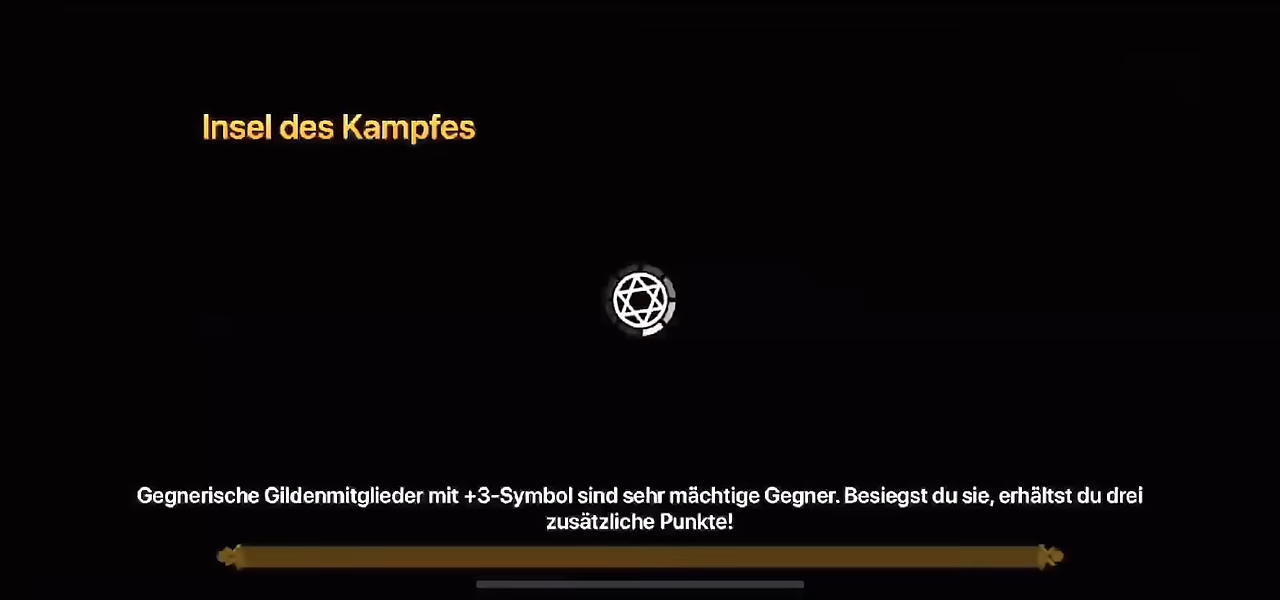 Insel des Kampfes
Gegnerische Gildenmitglieder mit +3-Symbol sind sehr mächtige Gegner. Besiegst du sie, erhältst du drei
zusätzliche Punkte!